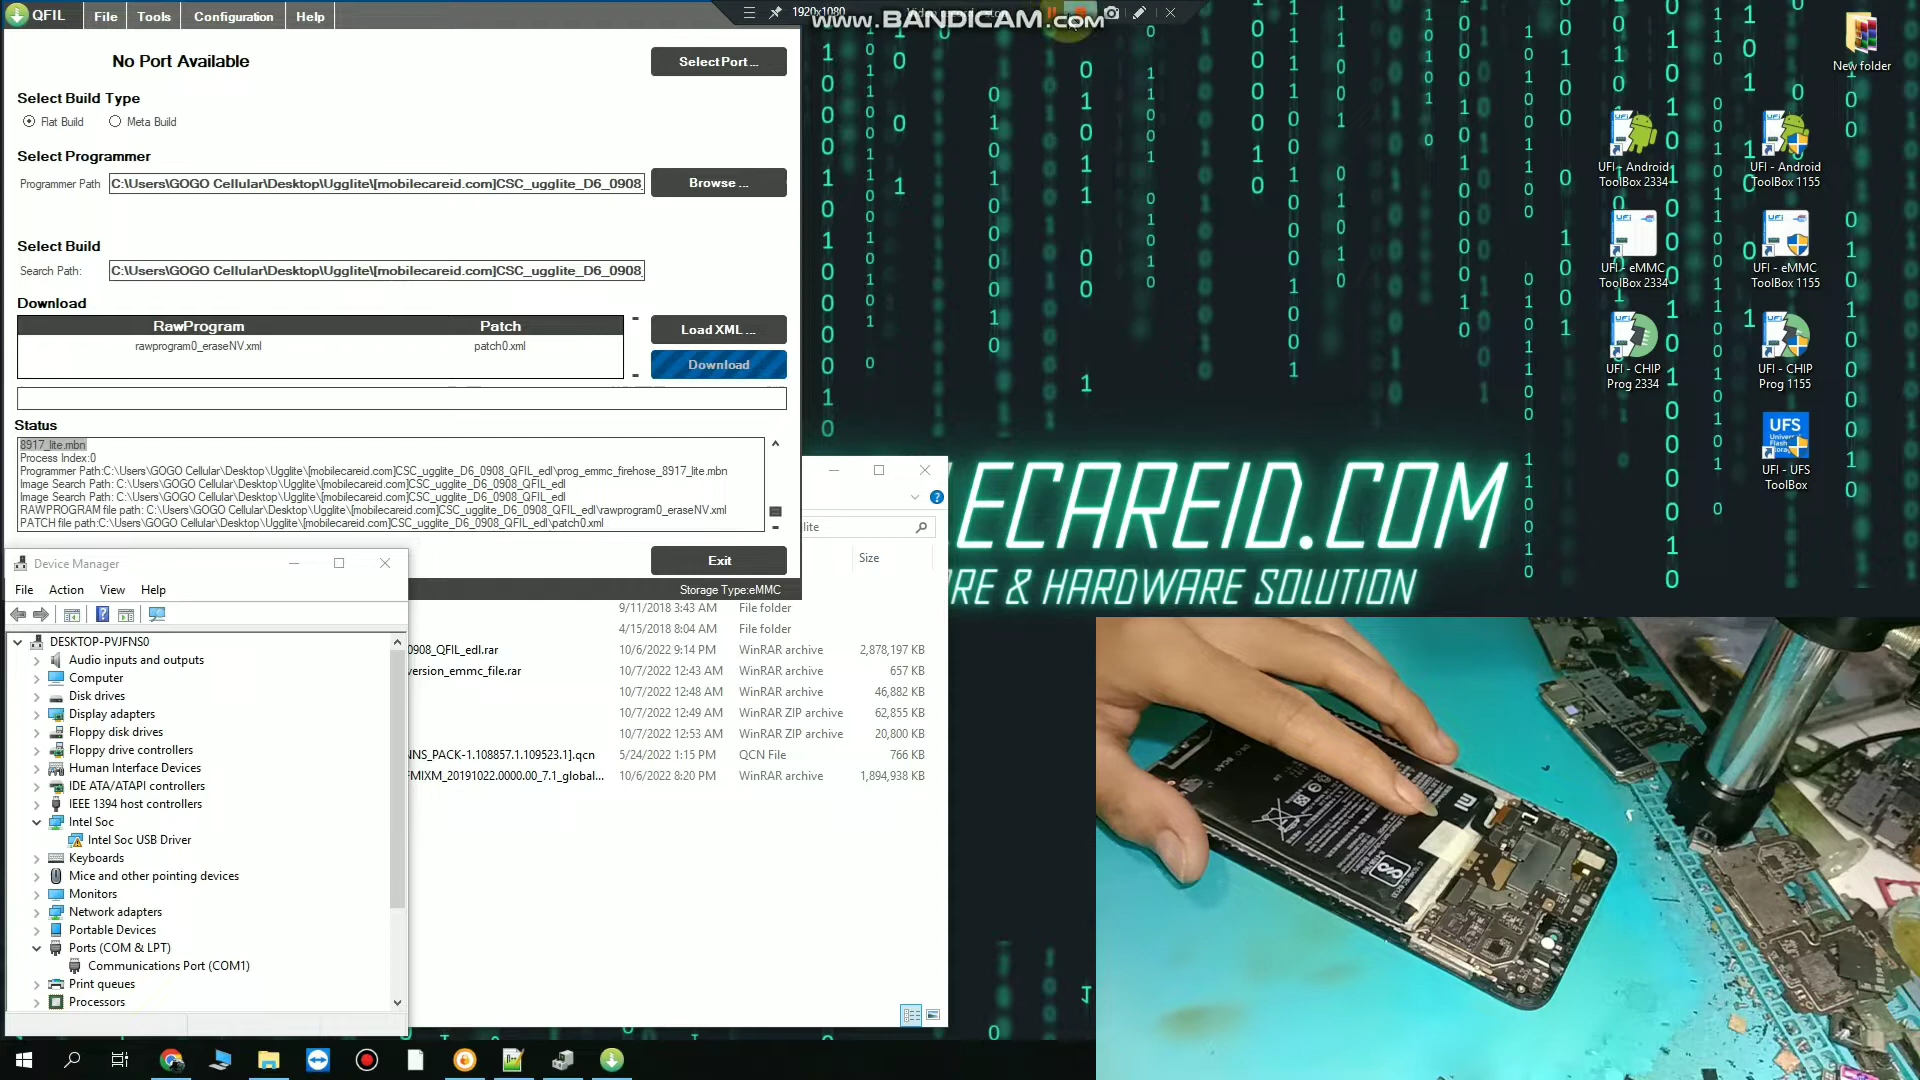 QFIL
File
Tools
Configuration
Help
1920x1080
www.BANDICAM.com
No Port Available
Select Port ...
Select Build Type
Flat Build
Meta Build
Select Programmer
Programmer Path
C:\Users\GOGO Cellular\Desktop\Ugglite\[mobilecareid.com]CSC_ugglite_D6_0908_
Browse ...
Select Build
Search Path:
C:\Users\GOGO Cellular\Desktop\Ugglite\[mobilecareid.com]CSC_ugglite_D6_0908_
Download
RawProgram
Patch
rawprogram0_eraseNV.xml
patch0.xml
Load XML ...
Download
Status
8917_lite.mbn
Process Index:0
Programmer Path:C:\Users\GOGO Cellular\Desktop\Ugglite\[mobilecareid.com]CSC_ugglite_D6_0908_QFIL_edl\prog_emmc_firehose_8917_lite.mbn
Image Search Path: C:\Users\GOGO Cellular\Desktop\Ugglite\[mobilecareid.com]CSC_ugglite_D6_0908_QFIL_edl
Image Search Path: C:\Users\GOGO Cellular\Desktop\Ugglite\[mobilecareid.com]CSC_ugglite_D6_0908_QFIL_edl
RAWPROGRAM file path: C:\Users\GOGO Cellular\Desktop\Ugglite\[mobilecareid.com]CSC_ugglite_D6_0908_QFIL_edl\rawprogram0_eraseNV.xml
PATCH file path:C:\Users\GOGO Cellular\Desktop\Ugglite\[mobilecareid.com]CSC_ugglite_D6_0908_QFIL_edl\patch0.xml
Exit
Storage Type:eMMC
Device Manager
File
Action
View
Help
DESKTOP-PVJFNS0
Audio inputs and outputs
Computer
Disk drives
Display adapters
Floppy disk drives
Floppy drive controllers
Human Interface Devices
IDE ATA/ATAPI controllers
IEEE 1394 host controllers
Intel Soc
Intel Soc USB Driver
Keyboards
Mice and other pointing devices
Monitors
Network adapters
Portable Devices
Ports (COM & LPT)
Communications Port (COM1)
Print queues
Processors
lite
Size
9/11/2018 3:43 AM File folder
4/15/2018 8:04 AM File folder
0908_QFIL_edl.rar 10/6/2022 9:14 PM WinRAR archive 2,878,197 KB
version_emmc_file.rar 10/7/2022 12:43 AM WinRAR archive 657 KB
10/7/2022 12:48 AM WinRAR archive 46,882 KB
10/7/2022 12:49 AM WinRAR ZIP archive 62,855 KB
10/7/2022 12:53 AM WinRAR ZIP archive 20,800 KB
NNS_PACK-1.108857.1.109523.1].qcn 5/24/2022 1:15 PM QCN File 766 KB
FMIXM_20191022.0000.00_7.1_global... 10/6/2022 8:20 PM WinRAR archive 1,894,938 KB
LECAREID.COM
RE & HARDWARE SOLUTION
New folder
UFI - Android ToolBox 2334
UFI - Android ToolBox 1155
UFI - eMMC ToolBox 2334
UFI - eMMC ToolBox 1155
UFI - CHIP Prog 2334
UFI - CHIP Prog 1155
UFS
UFI - UFS ToolBox